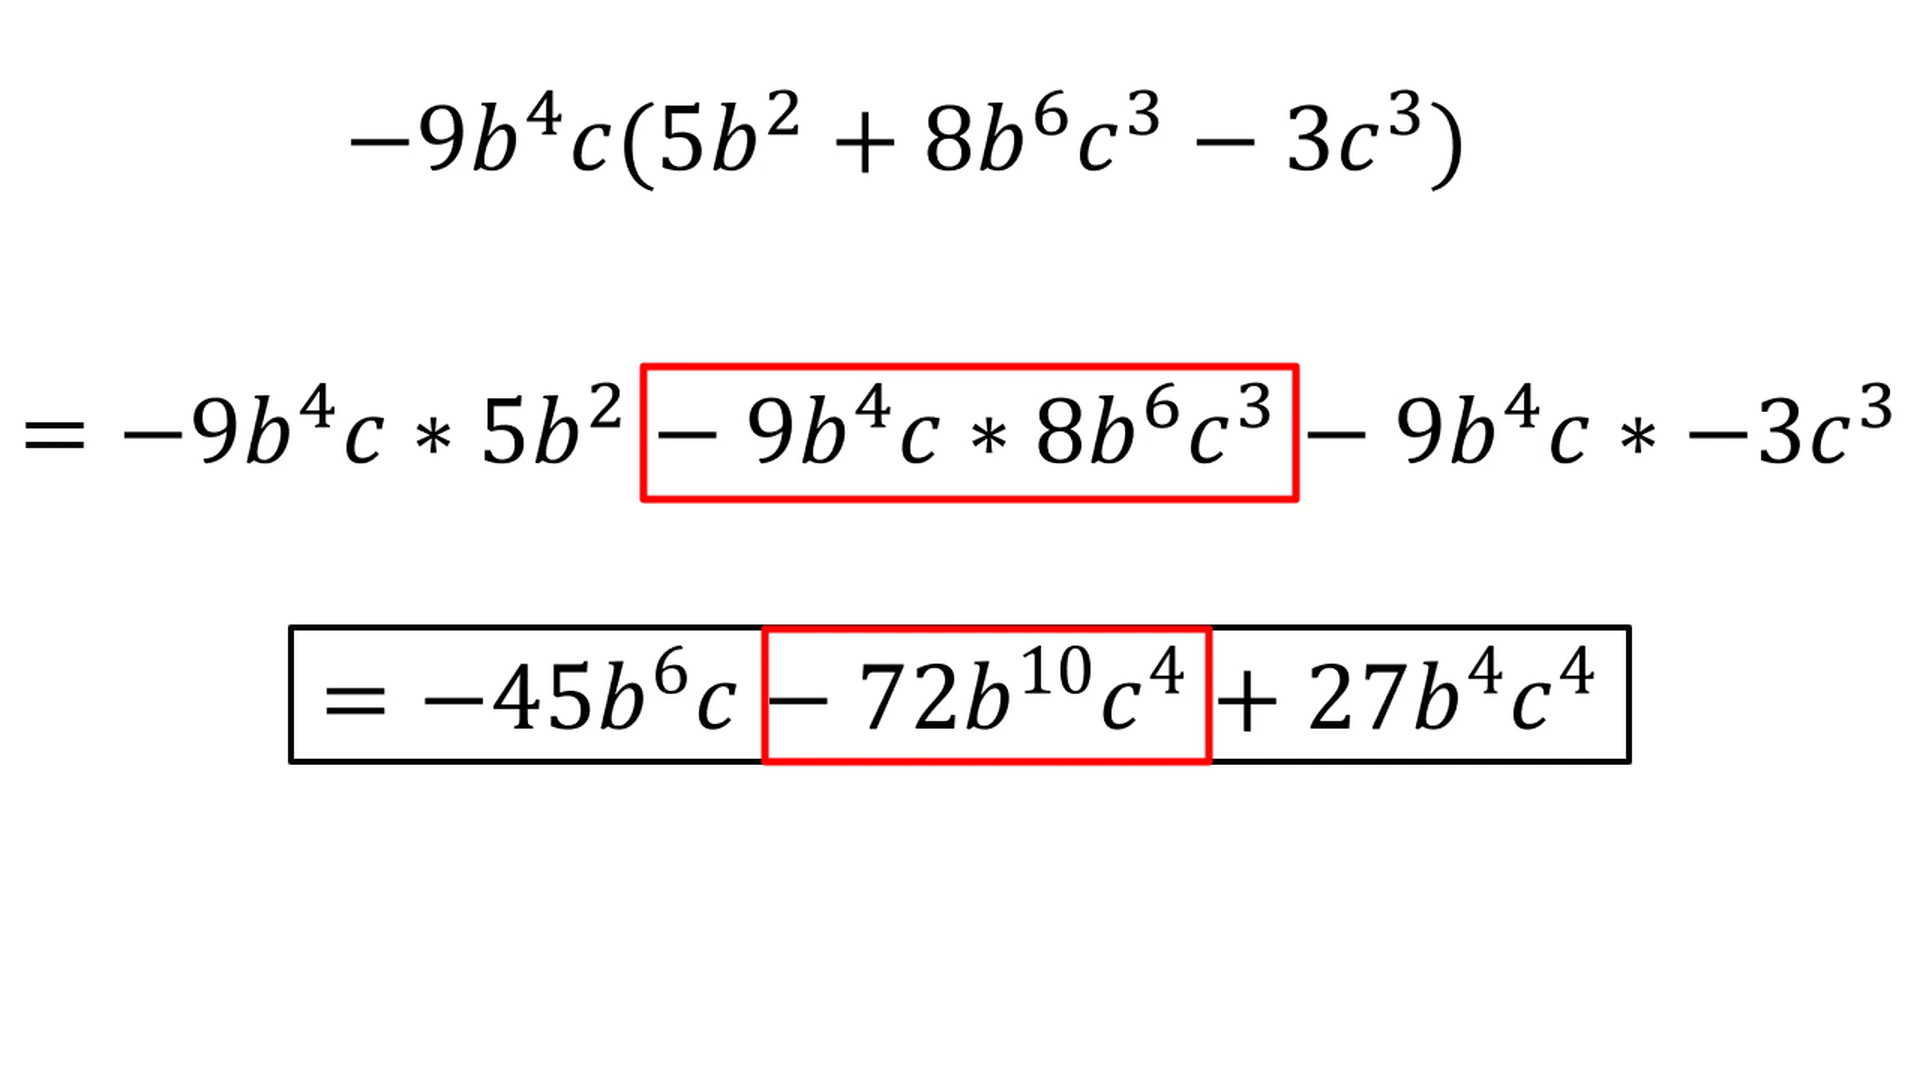 −9b⁴c(5b² + 8b⁶c³ − 3c³)
= −9b⁴c * 5b² − 9b⁴c * 8b⁶c³ − 9b⁴c * −3c³
= −45b⁶c − 72b¹⁰c⁴ + 27b⁴c⁴